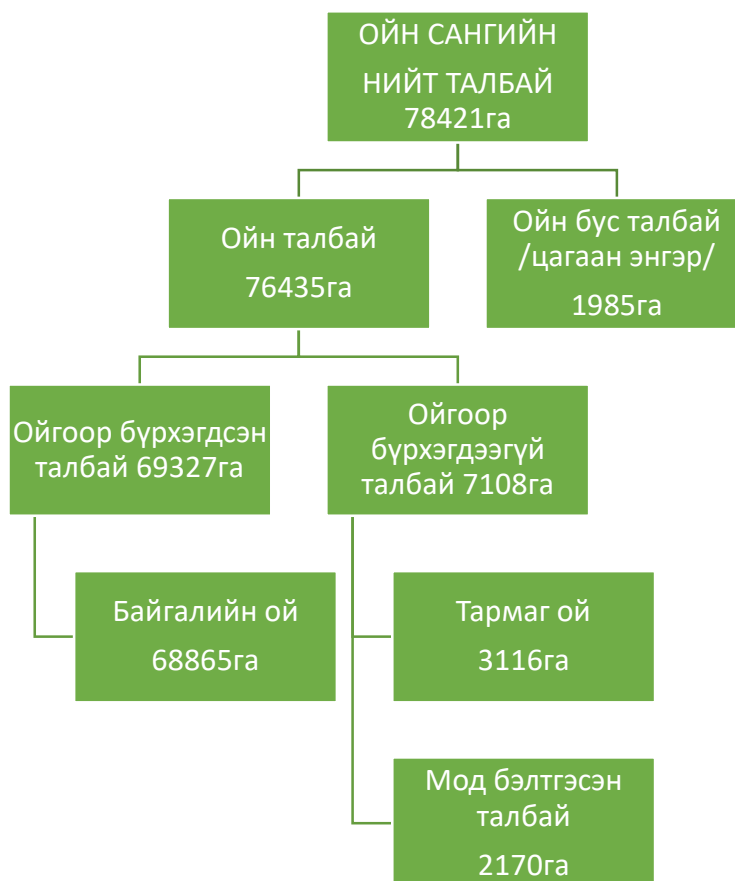 ОЙН САНГИЙН
НИЙТ ТАЛБАЙ
78421га
Ойн талбай
76435га
Ойн бус талбай
/цагаан энгэр/
1985га
Ойгоор бүрхэгдсэн
талбай 69327га
Ойгоор
бүрхэгдээгүй
талбай 7108га
Байгалийн ой
68865га
Тармаг ой
3116га
Мод бэлтгэсэн
талбай
2170га